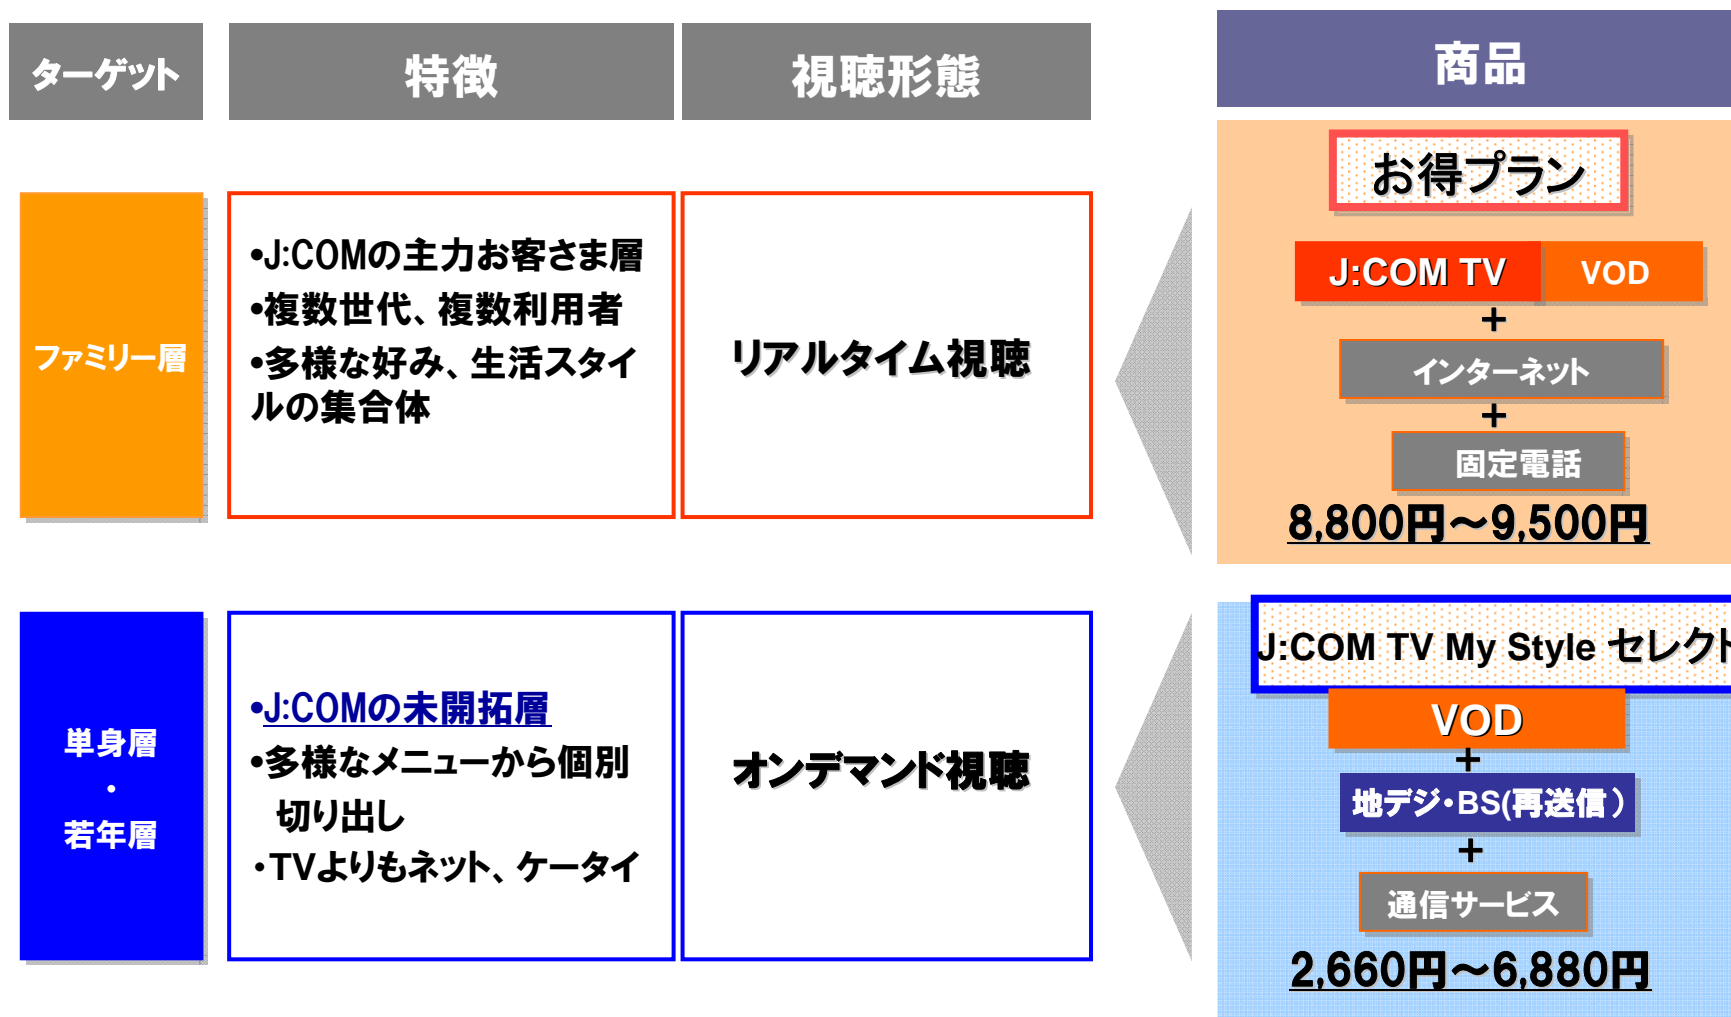 ターゲット
特徴
視聴形態
商品
ファミリー層
•J:COMの主力お客さま層
•複数世代、複数利用者
•多様な好み、生活スタイ
ルの集合体
リアルタイム視聴
お得プラン
J:COM TV
VOD
+
インターネット
+
固定電話
8,800円～9,500円
単身層
・
若年層
•J:COMの未開拓層
•多様なメニューから個別
切り出し
・TVよりもネット、ケータイ
オンデマンド視聴
J:COM TV My Style セレクト
VOD
+
地デジ・BS(再送信）
+
通信サービス
2,660円～6,880円